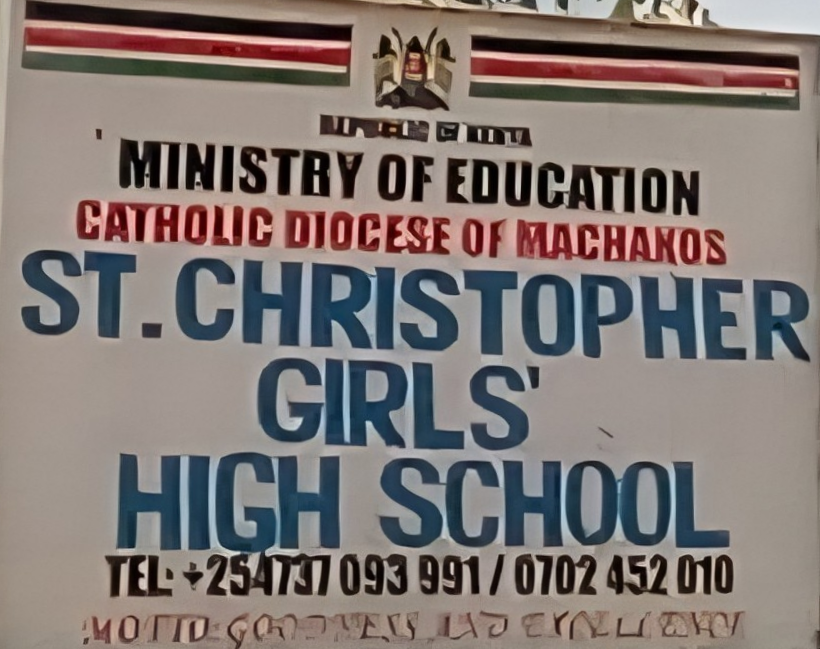 MINISTRY OF EDUCATION
CATHOLIC DIOCESE OF MACHAKOS
ST. CHRISTOPHER
GIRLS'
HIGH SCHOOL
TEL: +254737 093 991 / 0702 452 010
MOTTO